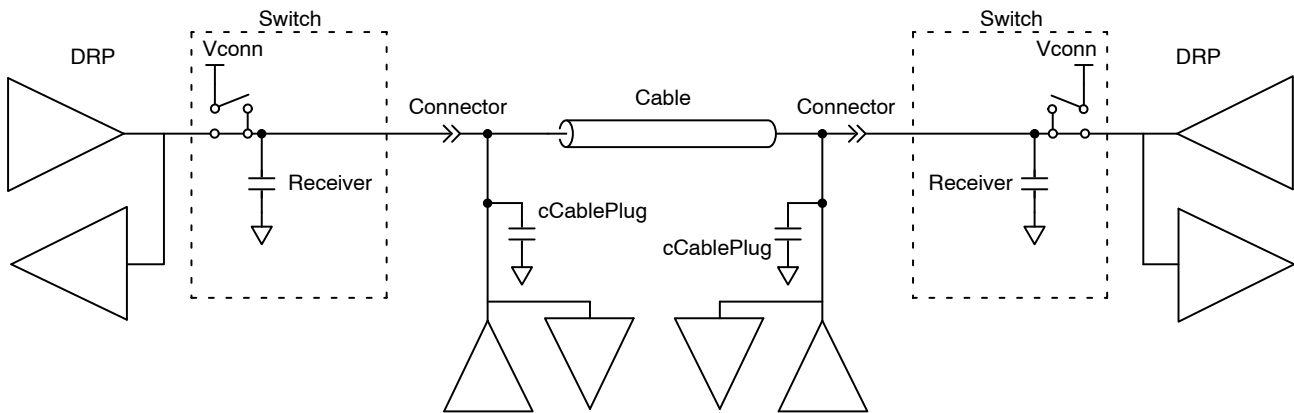 Switch
Switch
DRP
Vconn
Vconn
DRP
Connector
Cable
Connector
Receiver
Receiver
cCablePlug
cCablePlug